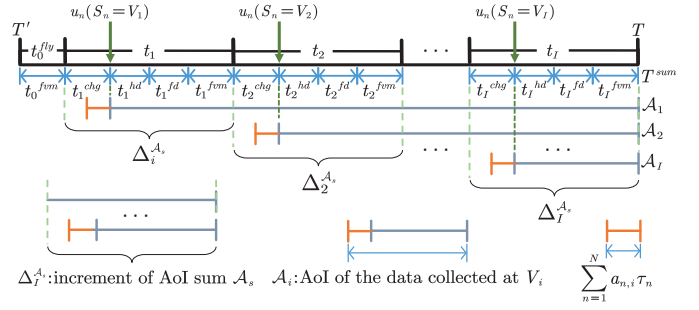 u_n(S_n=V_1) u_n(S_n=V_2) u_n(S_n=V_I)
T' T
t_0^{fly} t_1 t_2 ··· t_I
T^{sum}
t_0^{fvm} t_1^{chg} t_1^{hd} t_1^{fd} t_1^{fvm} t_2^{chg} t_2^{hd} t_2^{fd} t_2^{fvm} t_I^{chg} t_I^{hd} t_I^{fd} t_I^{fvm}
𝒜_1
𝒜_2
··· ···
𝒜_I
Δ_i^{𝒜_s} Δ_2^{𝒜_s} Δ_I^{𝒜_s}
···
Δ_I^{𝒜_s}:increment of AoI sum 𝒜_s 𝒜_i:AoI of the data collected at V_i \sum_{n=1}^{N} a_{n,i}τ_n